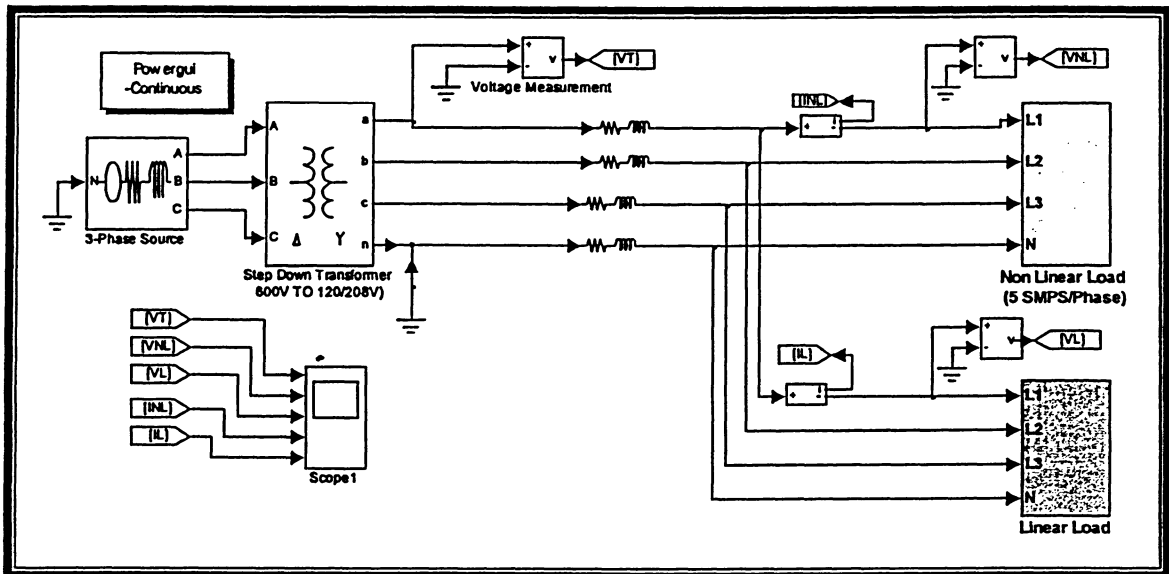 Powergui
-Continuous
N
A
B
C
3-Phase Source
A
B
C
Δ Y
a
b
c
n
Step Down Transformer
600V TO 120/208V)
+
-
v
[VT]
Voltage Measurement
[INL]
+
-
i
+
-
v
[VNL]
L1
L2
L3
N
Non Linear Load
(5 SMPS/Phase)
[VT]
[VNL]
[VL]
[INL]
[IL]
Scope1
[IL]
+
-
i
+
-
v
[VL]
L1
L2
L3
N
Linear Load